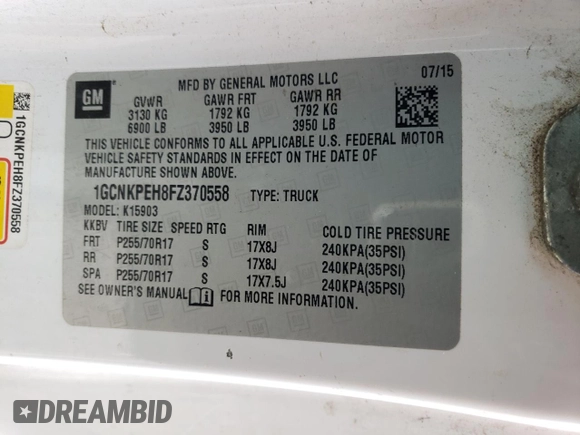 GM
MFD BY GENERAL MOTORS LLC
07/15
GVWR GAWR FRT GAWR RR
3130 KG 1792 KG 1792 KG
6900 LB 3950 LB 3950 LB
THIS VEHICLE CONFORMS TO ALL APPLICABLE U.S. FEDERAL MOTOR
VEHICLE SAFETY STANDARDS IN EFFECT ON THE DATE OF
MANUFACTURE SHOWN ABOVE.
1GCNKPEH8FZ370558 TYPE: TRUCK
MODEL: K15903
KKBV TIRE SIZE SPEED RTG RIM COLD TIRE PRESSURE
FRT P255/70R17 S 17X8J 240KPA(35PSI)
RR P255/70R17 S 17X8J 240KPA(35PSI)
SPA P255/70R17 S 17X7.5J 240KPA(35PSI)
SEE OWNER'S MANUAL FOR MORE INFORMATION.
1GCNKPEH8FZ370558
DREAMBID